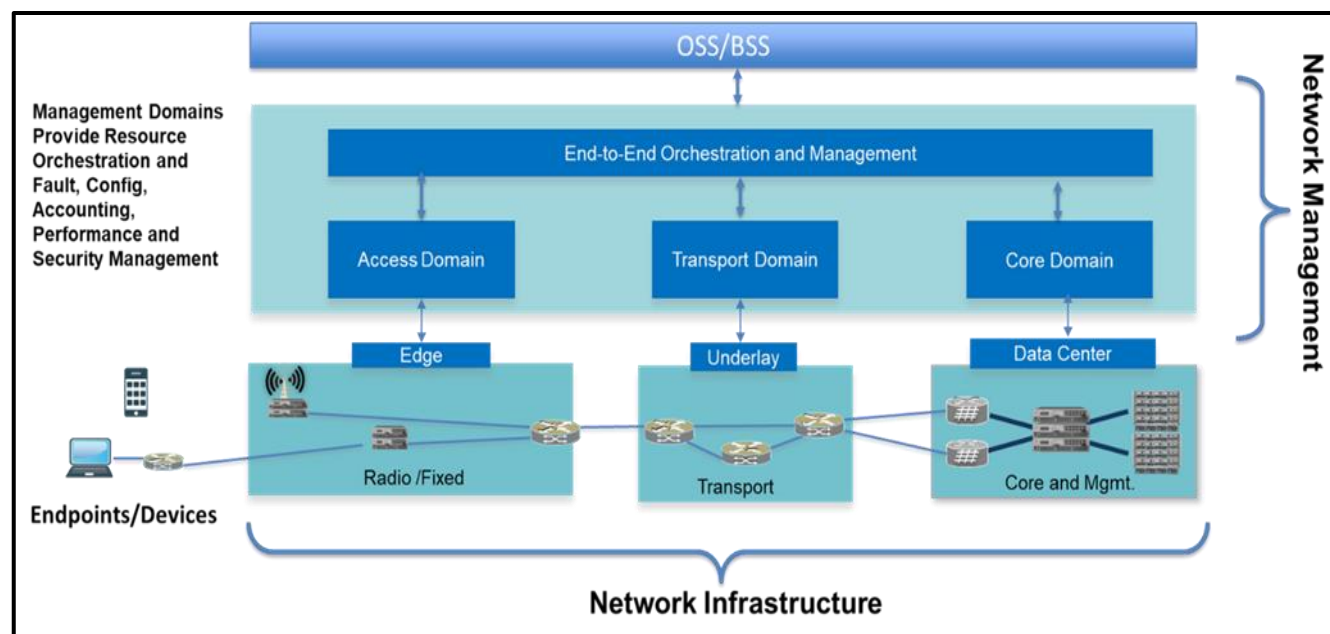 OSS/BSS
Management Domains
Provide Resource
Orchestration and
Fault, Config,
Accounting,
Performance and
Security Management
End-to-End Orchestration and Management
Access Domain
Transport Domain
Core Domain
Network Management
Edge
Underlay
Data Center
Radio /Fixed
Transport
Core and Mgmt.
Endpoints/Devices
Network Infrastructure